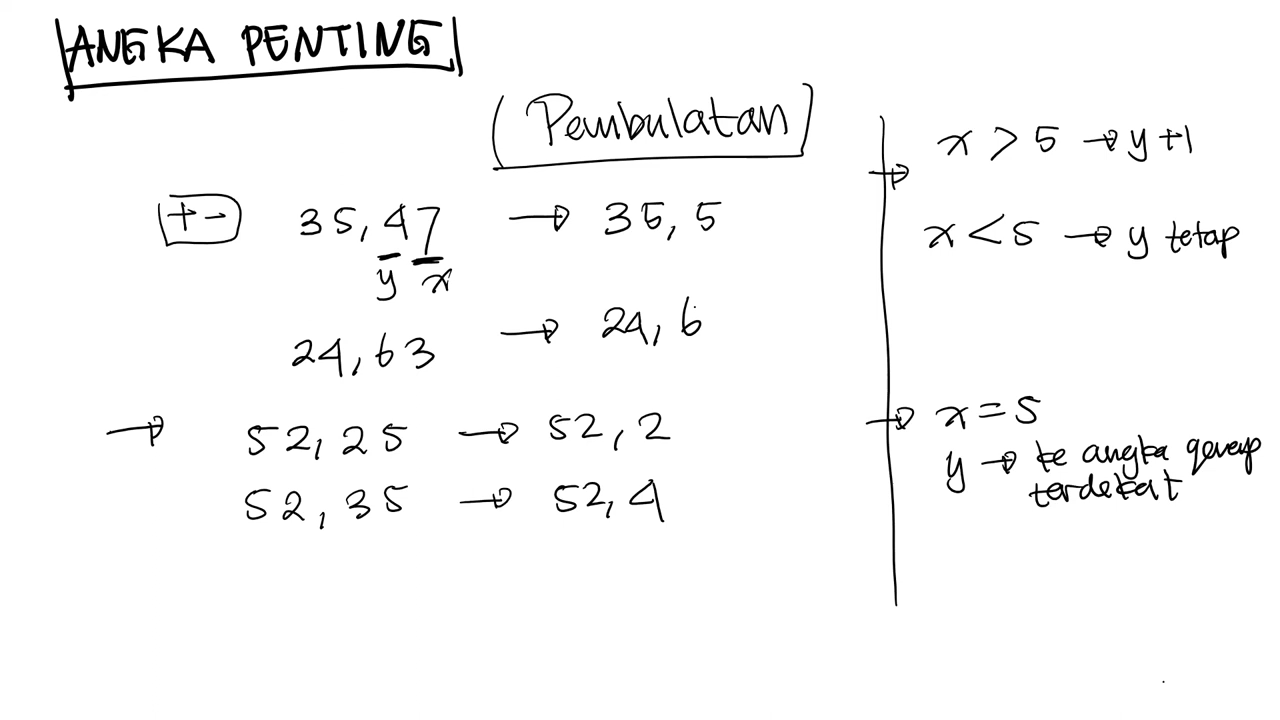 ANGKA PENTING
(Pembulatan)
+ - 35,47 → 35,5
y x
24,63 → 24,6
→ 52,25 → 52,2
52,35 → 52,4
→ x > 5 → y +1
x < 5 → y tetap
→ x = 5
y → ke angka genap
terdekat